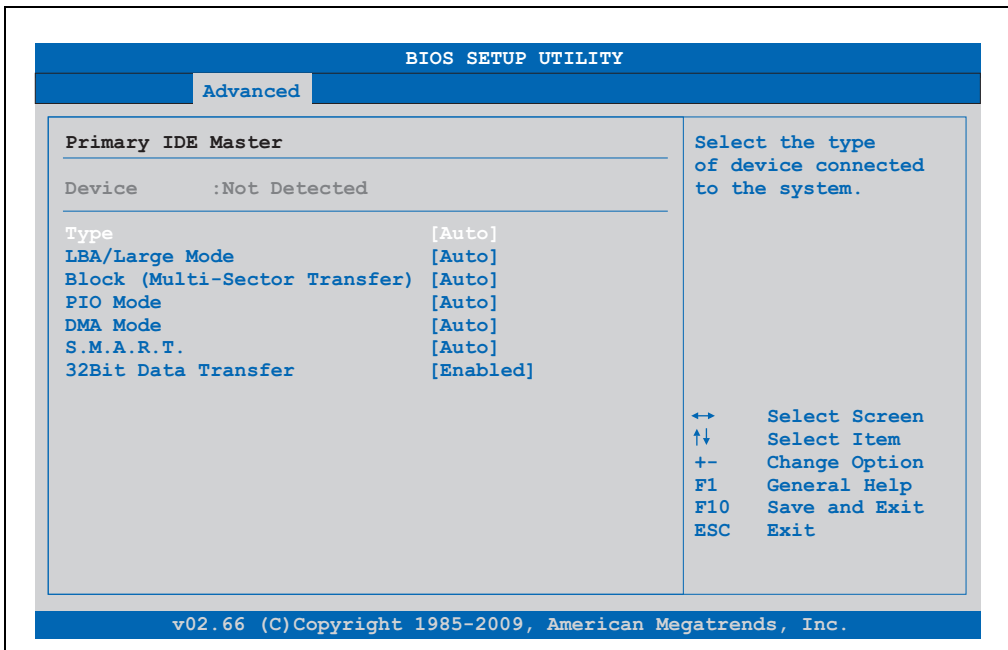 BIOS SETUP UTILITY
Advanced
Primary IDE Master
Device :Not Detected
Type [Auto]
LBA/Large Mode [Auto]
Block (Multi-Sector Transfer) [Auto]
PIO Mode [Auto]
DMA Mode [Auto]
S.M.A.R.T. [Auto]
32Bit Data Transfer [Enabled]
Select the type
of device connected
to the system.
↔ Select Screen
↑↓ Select Item
+- Change Option
F1 General Help
F10 Save and Exit
ESC Exit
v02.66 (C)Copyright 1985-2009, American Megatrends, Inc.